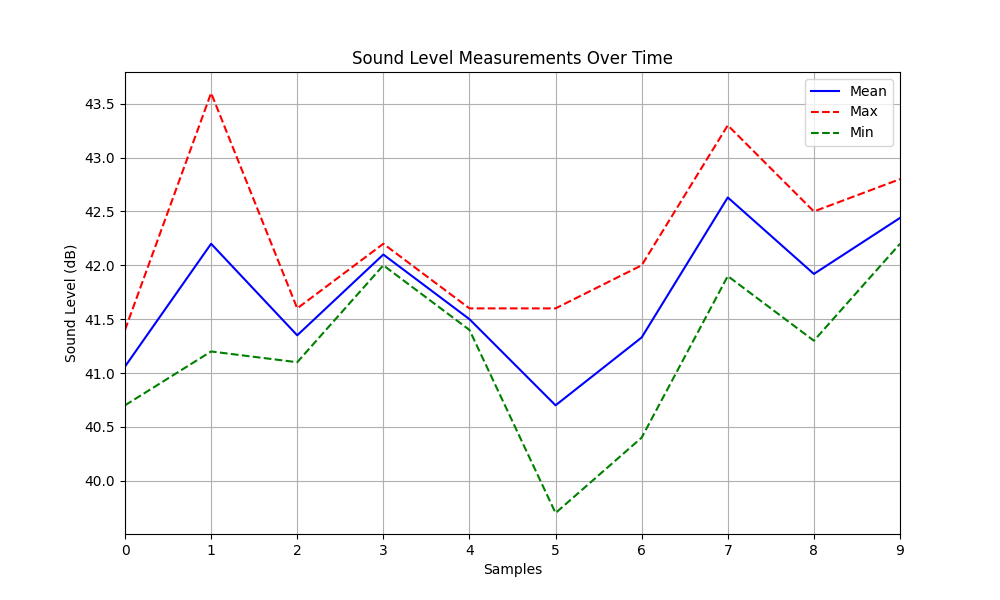 Sound Level Measurements Over Time
Sound Level (dB)
43.5
43.0
42.5
42.0
41.5
41.0
40.5
40.0
Mean
Max
Min
0 1 2 3 4 5 6 7 8 9
Samples